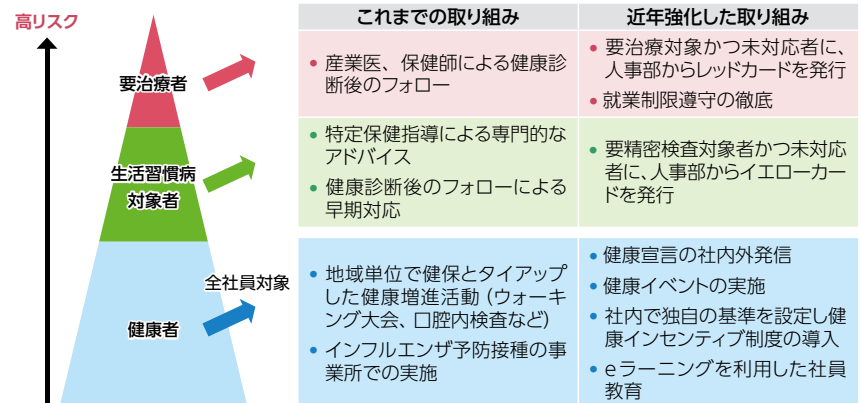 高リスク
要治療者
生活習慣病
対象者
全社員対象
健康者
これまでの取り組み
近年強化した取り組み
• 産業医、保健師による健康診
断後のフォロー
• 要治療対象かつ未対応者に、
人事部からレッドカードを発行
• 就業制限遵守の徹底
• 特定保健指導による専門的な
アドバイス
• 健康診断後のフォローによる
早期対応
• 要精密検査対象者かつ未対応
者に、人事部からイエローカー
ドを発行
• 地域単位で健保とタイアップ
した健康増進活動（ウォーキ
ング大会、口腔内検査など）
• インフルエンザ予防接種の事
業所での実施
• 健康宣言の社内外発信
• 健康イベントの実施
• 社内で独自の基準を設定し健
康インセンティブ制度の導入
• eラーニングを利用した社員
教育